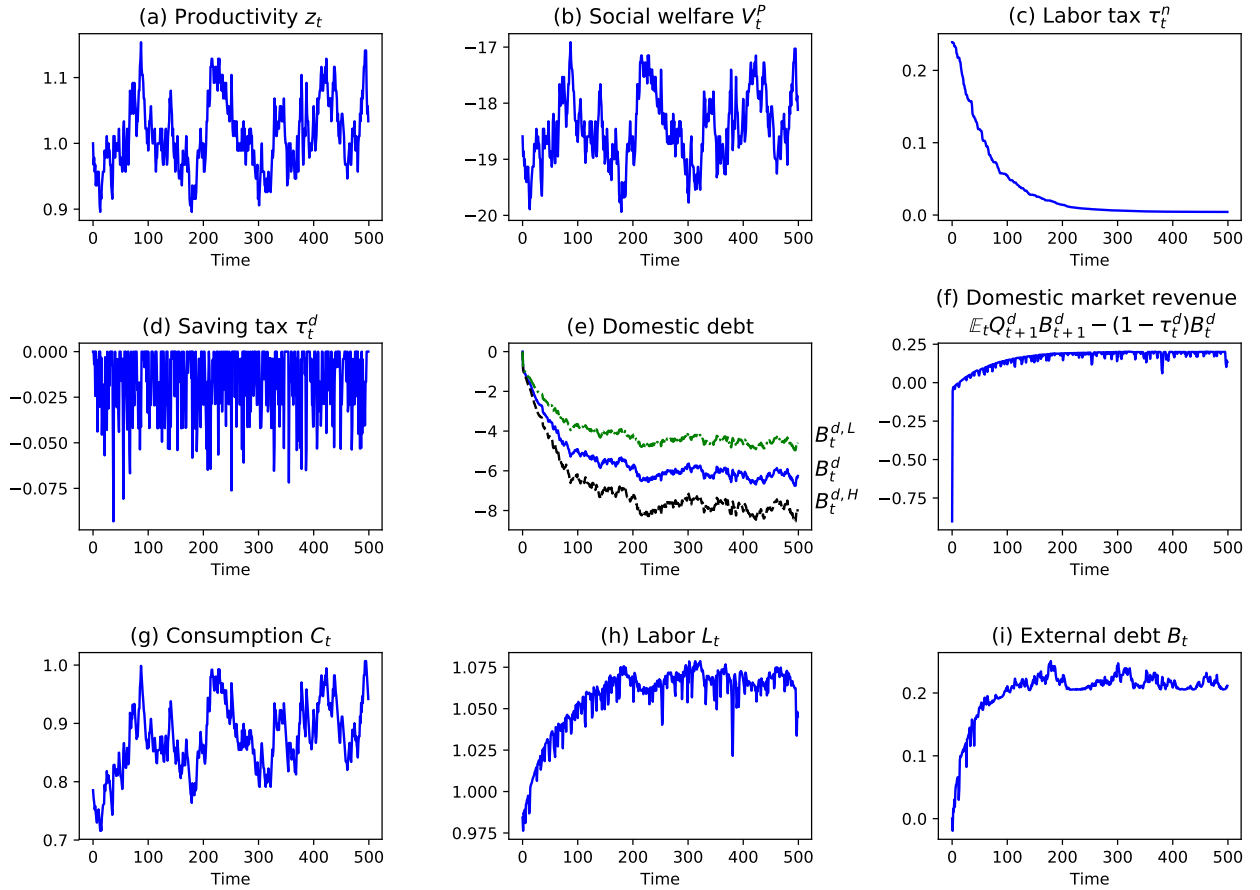 (a) Productivity z_t
1.1
1.0
0.9
0 100 200 300 400 500
Time
(b) Social welfare V_t^P
−17
−18
−19
−20
0 100 200 300 400 500
Time
(c) Labor tax τ_t^n
0.2
0.1
0.0
0 100 200 300 400 500
Time
(d) Saving tax τ_t^d
0.000
−0.025
−0.050
−0.075
0 100 200 300 400 500
Time
(e) Domestic debt
0
−2
−4
−6
−8
B_t^{d,L}
B_t^d
B_t^{d,H}
0 100 200 300 400 500
Time
(f) Domestic market revenue
𝔼_t Q_{t+1}^d B_{t+1}^d − (1 − τ_t^d)B_t^d
0.25
0.00
−0.25
−0.50
−0.75
0 100 200 300 400 500
Time
(g) Consumption C_t
1.0
0.9
0.8
0.7
0 100 200 300 400 500
Time
(h) Labor L_t
1.075
1.050
1.025
1.000
0.975
0 100 200 300 400 500
Time
(i) External debt B_t
0.2
0.1
0.0
0 100 200 300 400 500
Time